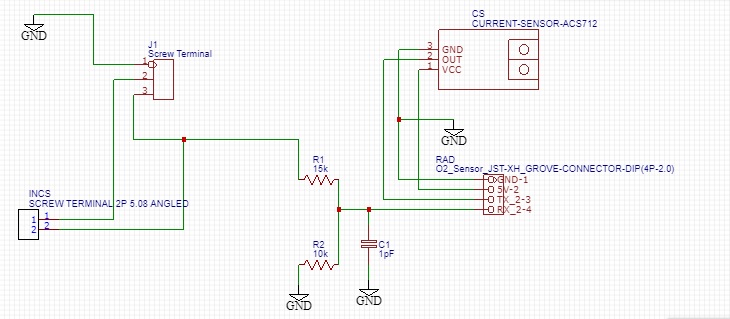 GND
J1
Screw Terminal
1
2
3
CS
CURRENT-SENSOR-ACS712
3 GND
2 OUT
1 VCC
GND
RAD
O2_Sensor_JST-XH_GROVE-CONNECTOR-DIP(4P-2.0)
GND-1
5V-2
TX_2-3
RX_2-4
R1
15k
INCS
SCREW TERMINAL 2P 5.08 ANGLED
1 1
2 2
R2
10k
C1
1pF
GND
GND